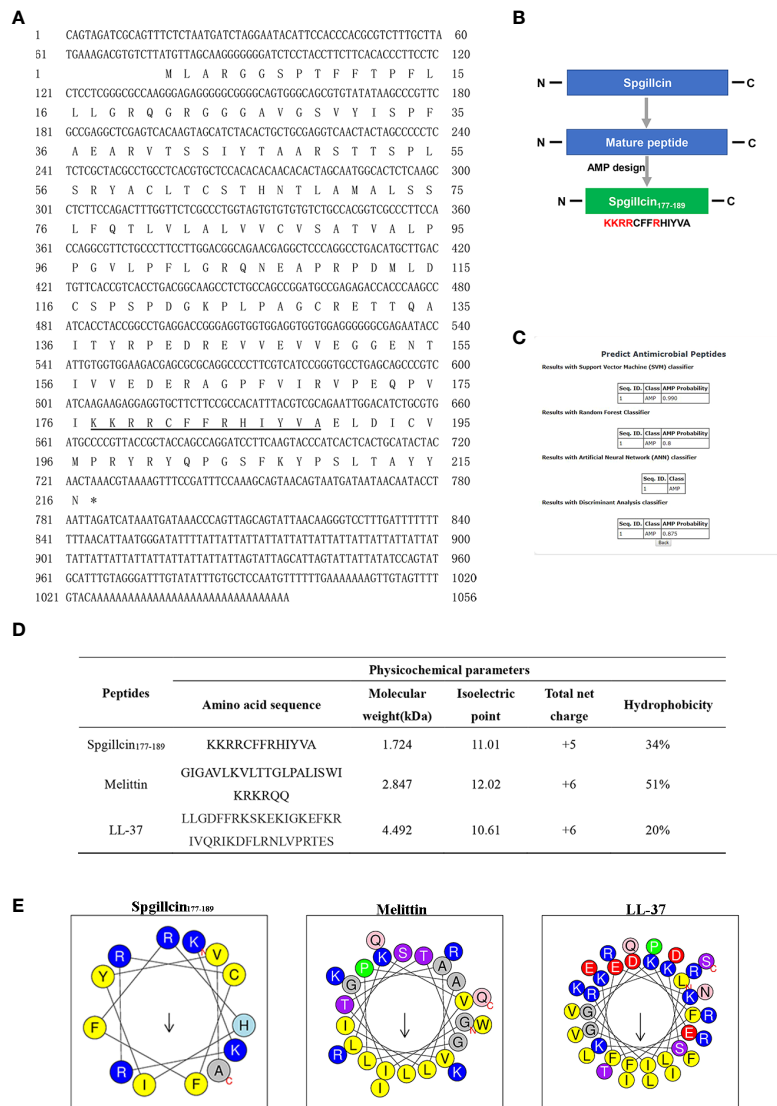 A
1 CAGTAGATCGCAGTTTCTCTAATGATCTAGGAATACATTCCACCCACGCGTCTTTGCTTA 60
61 TGAAAGACGTGTCTTATGTTAGCAAGGGGGGGATCTCCTACCTTCTTCACACCCTTCCTC 120
1 M L A R G G S P T F F T P F L 15
121 CTCCTCGGGCGCCAAGGGAGAGGGGGCGGGGCAGTGGGCAGCGTGTATATAAGCCCGTTC 180
16 L L G R Q G R G G G A V G S V Y I S P F 35
181 GCCGAGGCTCGAGTCACAAGTAGCATCTACACTGCTGCGAGGTCAACTACTAGCCCCCTC 240
36 A E A R V T S S I Y T A A R S T T S P L 55
241 TCTCGCTACGCCTGCCTCACGTGCTCCACACACAACACACTAGCAATGGCACTCTCAAGC 300
56 S R Y A C L T C S T H N T L A M A L S S 75
301 CTCTTCCAGACTTTGGTTCTCGCCCTGGTAGTGTGTGTGTCTGCCACGGTCGCCCTTCCA 360
76 L F Q T L V L A L V V C V S A T V A L P 95
361 CCAGGCGTTCTGCCCTTCCTTGGACGGCAGAACGAGGCTCCCAGGCCTGACATGCTTGAC 420
96 P G V L P F L G R Q N E A P R P D M L D 115
421 TGTTCACCGTCACCTGACGGCAAGCCTCTGCCAGCCGGATGCCGAGAGACCACCCAAGCC 480
116 C S P S P D G K P L P A G C R E T T Q A 135
481 ATCACCTACCGGCCTGAGGACCGGGAGGTGGTGGAGGTGGTGGAGGGGGGCGAGAATACC 540
136 I T Y R P E D R E V V E V V E G G E N T 155
541 ATTGTGGTGGAAGACGAGCGCGCAGGCCCCTTCGTCATCCGGGTGCCTGAGCAGCCCGTC 600
156 I V V E D E R A G P F V I R V P E Q P V 175
601 ATCAAGAAGAGGAGGTGCTTCTTCCGCCACATTTACGTCGCAGAATTGGACATCTGCGTG 660
176 I K K R R C F F R H I Y V A E L D I C V 195
661 ATGCCCCGTTACCGCTACCAGCCAGGATCCTTCAAGTACCCATCACTCACTGCATACTAC 720
196 M P R Y R Y Q P G S F K Y P S L T A Y Y 215
721 AACTAAACGTAAAAGTTTCCGATTTCCAAAGCAGTAACAGTAATGATAATAACAATACCT 780
216 N *
781 AATTAGATCATAAATGATAAACCCAGTTAGCAGTATTAACAAGGGTCCTTTGATTTTTTT 840
841 TTTAACATTAATGGGATATTTTATTATTATTATTATTATTATTATTATTATTATTATTAT 900
901 TATTATTATTATTATTATTATTATTAGTATTAGCATTAGTATTATTATATCCAGTAT 960
961 GCATTTGTAGGGATTTGTATATTTGTGCTCCAATGTTTTTTGAAAAAAAGTTGTAGTTTT 1020
1021 GTACAAAAAAAAAAAAAAAAAAAAAAAAAAAAAAAA 1056
B
N Spgillcin C
N Mature peptide C
AMP design
N Spgillcin177-189 C
KKRRCFFRHIYVA
C
Predict Antimicrobial Peptides
Results with Support Vector Machine (SVM) classifier
Seq. ID. Class AMP Probability
1 AMP 0.990
Results with Random Forest Classifier
Seq. ID. Class AMP Probability
1 AMP 0.8
Results with Artificial Neural Network (ANN) classifier
Seq. ID. Class
1 AMP
Results with Discriminant Analysis classifier
Seq. ID. Class AMP Probability
1 AMP 0.875
Back
D
Physicochemical parameters
Peptides Amino acid sequence Molecular weight(kDa) Isoelectric point Total net charge Hydrophobicity
Spgillcin177-189 KKRRCFFRHIYVA 1.724 11.01 +5 34%
Melittin GIGAVLKVLTTGLPALISWI
KRKRQQ 2.847 12.02 +6 51%
LL-37 LLGDFFRKSKEKIGKEFKR
IVQRIKDFLRNLVPRTES 4.492 10.61 +6 20%
E
Spgillcin177-189 Melittin LL-37
R K V C H K A F I R F Y R
Q K S T R A A V Q G W G V K L L I I L L I R T G K P
Q P D K K R S L N K F R E R S L I L I F F T L K G V G V R K K E E D R